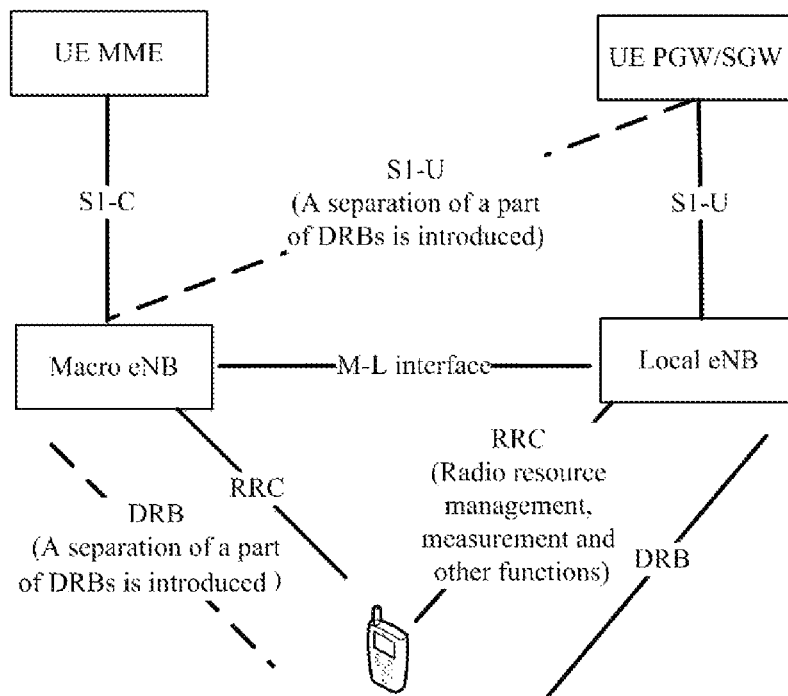 UE MME
UE PGW/SGW
S1-C
S1-U
(A separation of a part
of DRBs is introduced)
S1-U
Macro eNB
M-L interface
Local eNB
RRC
DRB
(A separation of a part
of DRBs is introduced )
RRC
(Radio resource
management,
measurement and
other functions)
DRB